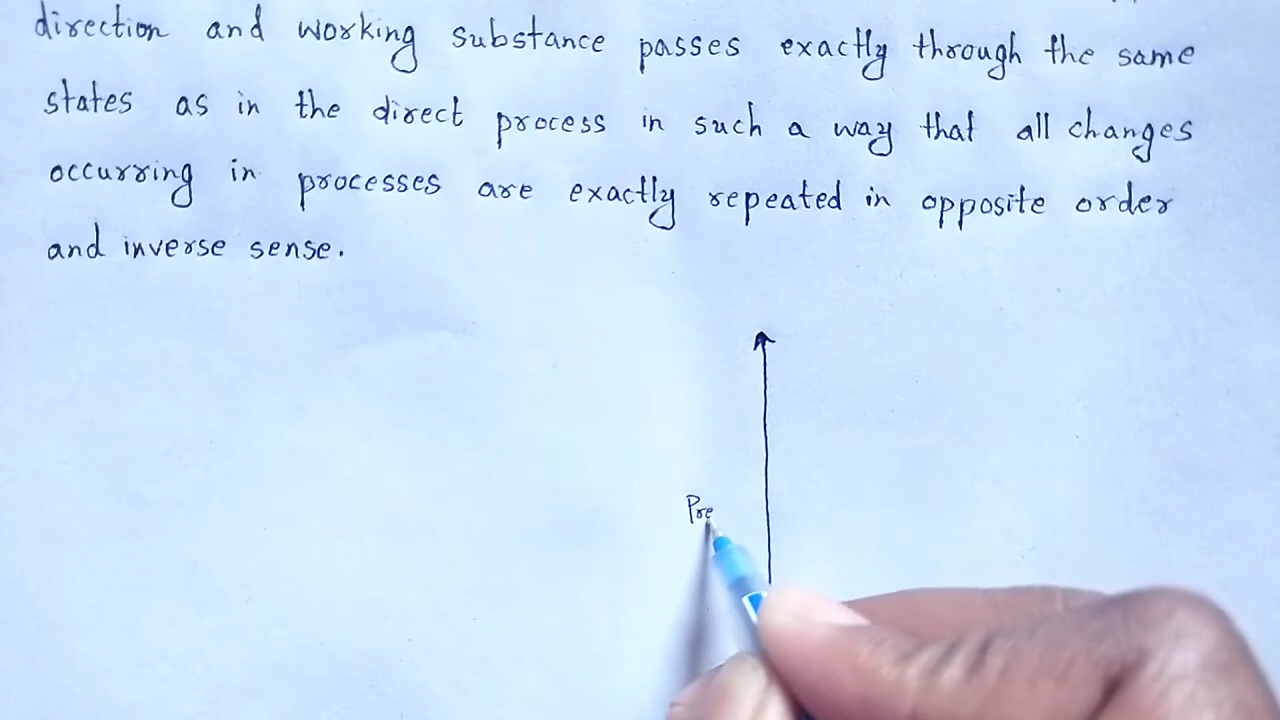 direction and working substance passes exactly through the same
states as in the direct process in such a way that all changes
occurring in processes are exactly repeated in opposite order
and inverse sense.
Pre